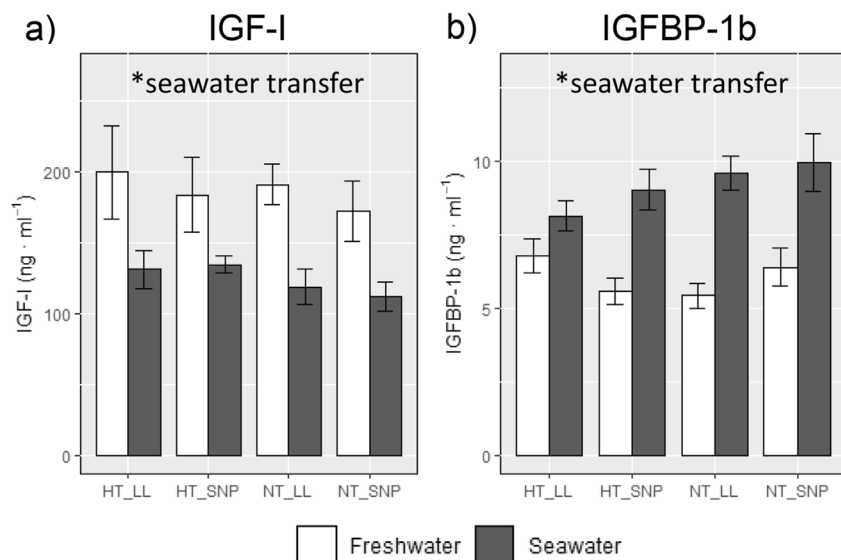 a) IGF-I
*seawater transfer
IGF-I (ng · ml⁻¹)
200
100
0
HT_LL HT_SNP NT_LL NT_SNP
b) IGFBP-1b
*seawater transfer
IGFBP-1b (ng · ml⁻¹)
10
5
0
HT_LL HT_SNP NT_LL NT_SNP
Freshwater Seawater